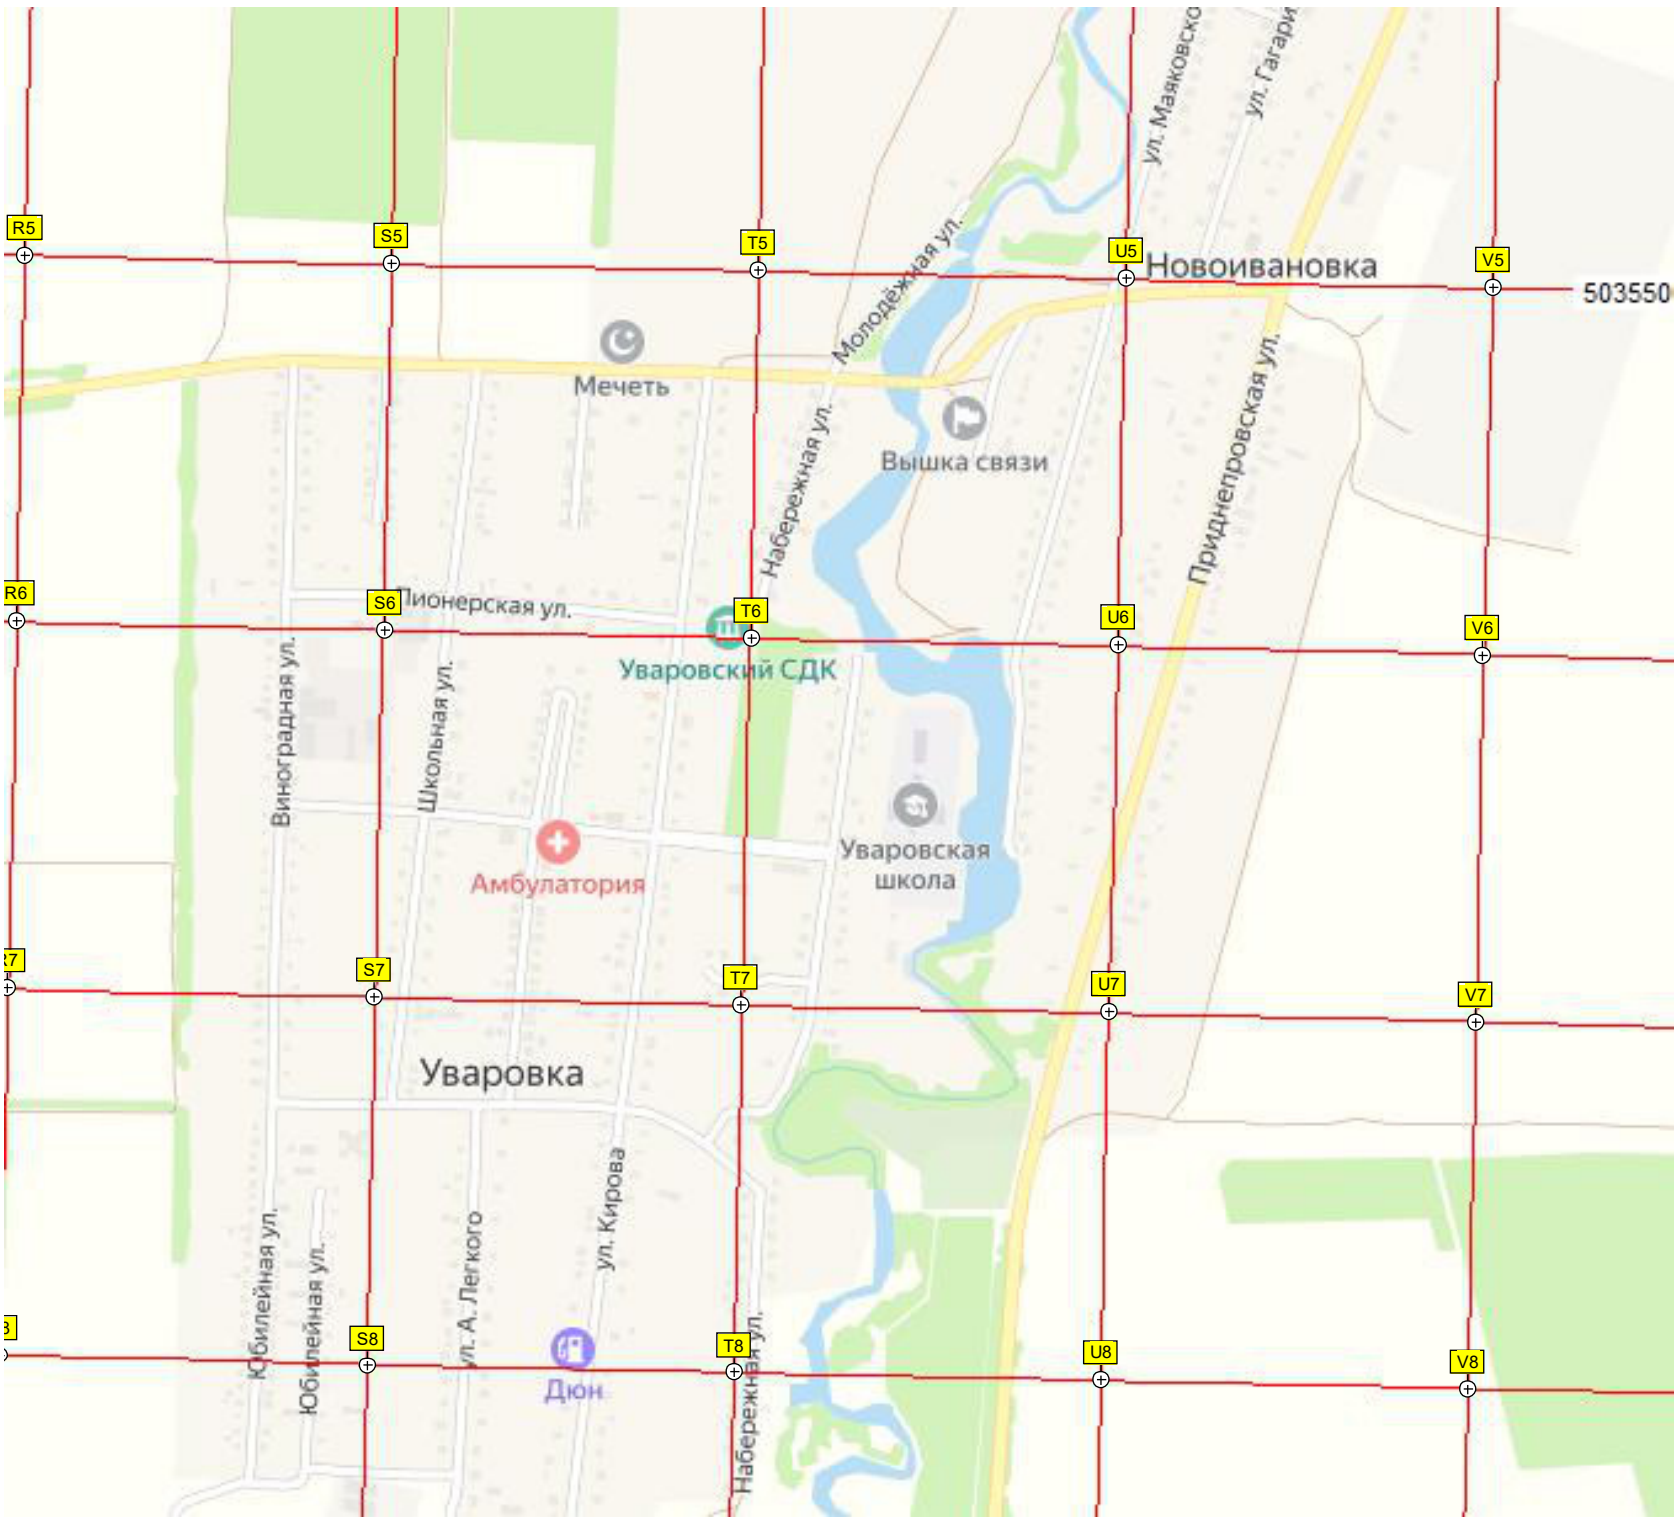 ул. Маяковско
ул. Гагари
R5
S5
T5
U5
V5
Новоивановка
503550
Молодёжная ул.
Мечеть
Вышка связи
Набережная ул.
Приднепровская ул.
R6
S6
Пионерская ул.
T6
U6
V6
Уваровский СДК
Виноградная ул.
Школьная ул.
Уваровская
школа
Амбулатория
S7
T7
U7
V7
Уваровка
ул. Кирова
Юбилейная ул.
Юбилейная ул.
ул. А. Легкого
S8
T8
U8
V8
Дюн
Набережная ул.